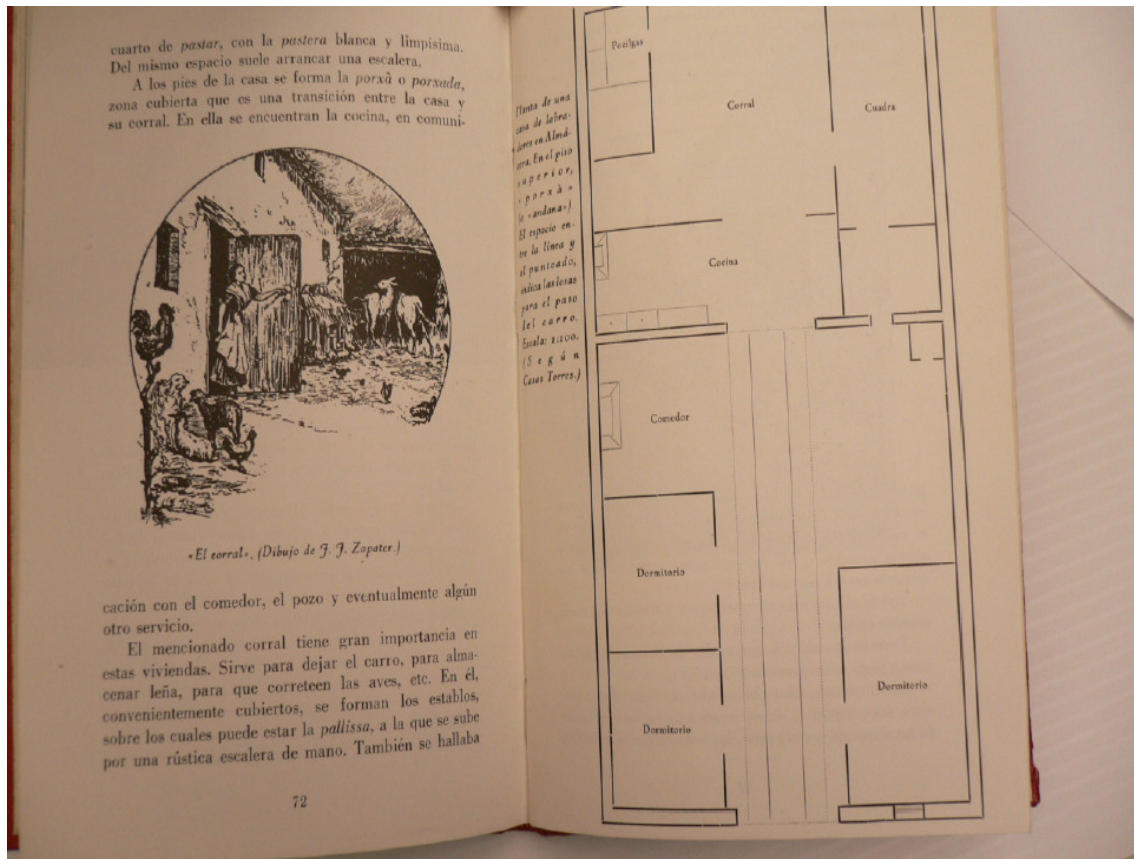 cuarto de pastar, con la pastera blanca y limpísima.
Del mismo espacio suele arrancar una escalera.
A los pies de la casa se forma la porxà o porxada,
zona cubierta que es una transición entre la casa y
su corral. En ella se encuentran la cocina, en comuni-
«El corral». (Dibujo de J. J. Zapater.)
cación con el comedor, el pozo y eventualmente algún
otro servicio.
El mencionado corral tiene gran importancia en
estas viviendas. Sirve para dejar el carro, para alma-
cenar leña, para que correteen las aves, etc. En él,
convenientemente cubiertos, se forman los establos,
sobre los cuales puede estar la pallissa, a la que se sube
por una rústica escalera de mano. También se hallaba
72
Planta de una
casa de labra-
dores en Almá-
cera. En el piso
superior,
«porxà»
(o «andana»)
El espacio en-
tre la línea y
el punteado,
indica las losas
para el paso
del carro.
Escala: 1:200.
(Según
Casas Torres.)
Pocilgas
Corral
Cuadra
Cocina
Comedor
Dormitorio
Dormitorio
Dormitorio